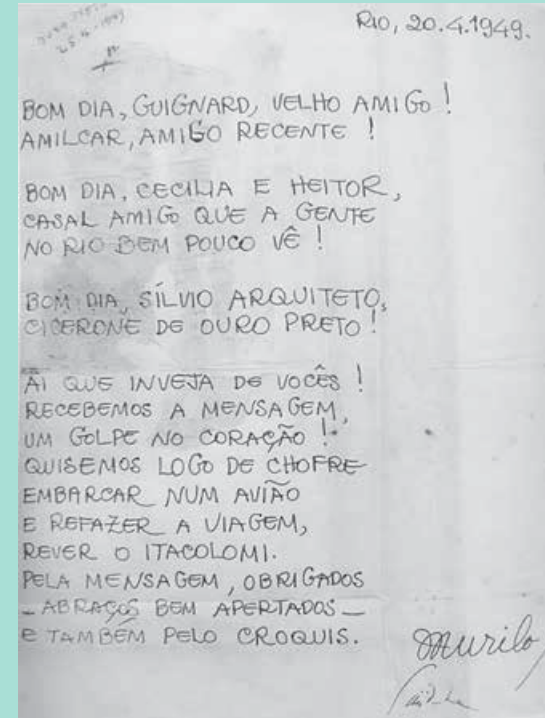 25.4.1949
RIO, 20.4.1949.
BOM DIA, GUIGNARD, VELHO AMIGO!
AMILCAR, AMIGO RECENTE!
BOM DIA, CECILIA E HEITOR,
CASAL AMIGO QUE A GENTE
NO RIO BEM POUCO VÊ!
BOM DIA, SÍLVIO ARQUITETO,
CICERONE DE OURO PRETO!
AI QUE INVEJA DE VOCÊS!
RECEBEMOS A MENSAGEM,
UM GOLPE NO CORAÇÃO!
QUISEMOS LOGO DE CHOFRE
EMBARCAR NUM AVIÃO
E REFAZER A VIAGEM,
REVER O ITACOLOMI.
PELA MENSAGEM, OBRIGADOS
— ABRAÇOS BEM APERTADOS —
E TAMBÉM PELO CROQUIS.
Murilo